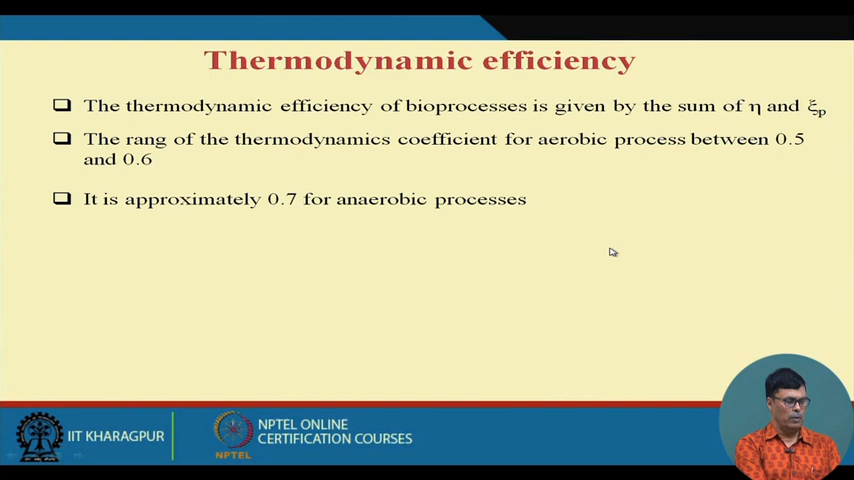 Thermodynamic efficiency
❑ The thermodynamic efficiency of bioprocesses is given by the sum of η and ξp
❑ The rang of the thermodynamics coefficient for aerobic process between 0.5
and 0.6
❑ It is approximately 0.7 for anaerobic processes
IIT KHARAGPUR
NPTEL
NPTEL ONLINE
CERTIFICATION COURSES